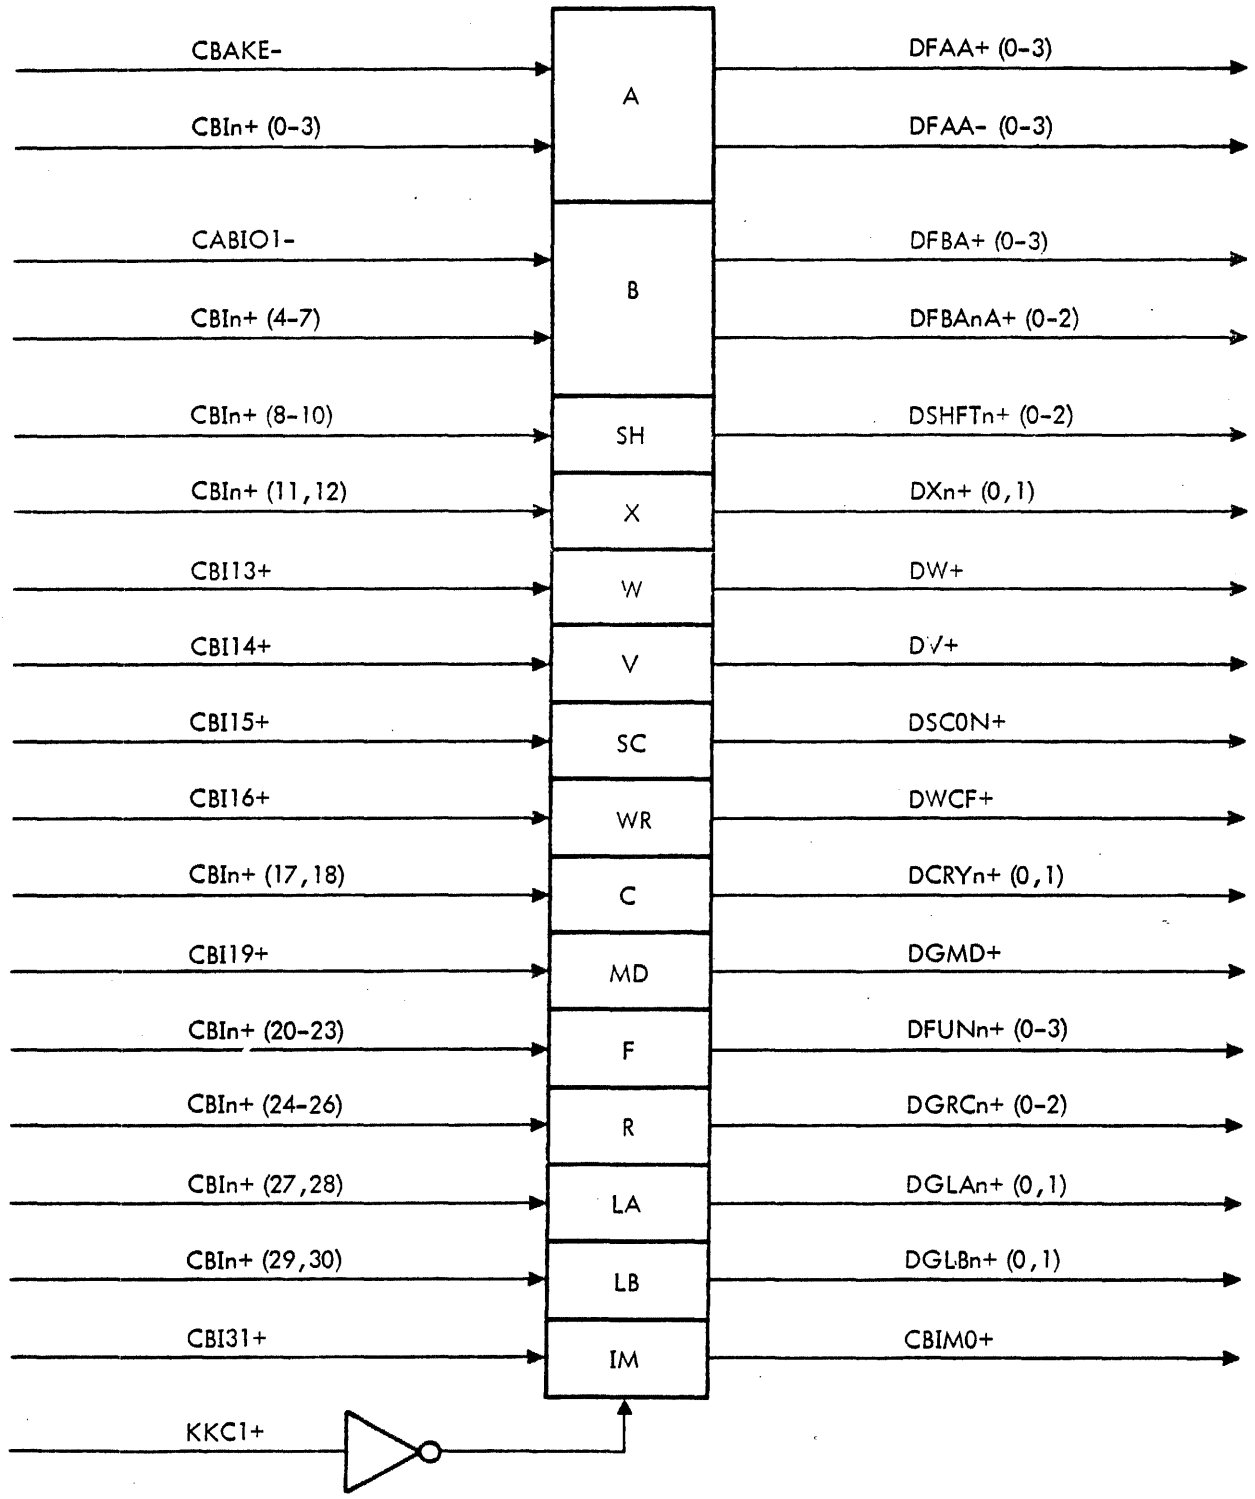 CBAKE- A DFAA+ (0-3)
CBIn+ (0-3) DFAA- (0-3)
CABIO1- B DFBA+ (0-3)
CBIn+ (4-7) DFBAnA+ (0-2)
CBIn+ (8-10) SH DSHFTn+ (0-2)
CBIn+ (11,12) X DXn+ (0,1)
CBI13+ W DW+
CBI14+ V DV+
CBI15+ SC DSC0N+
CBI16+ WR DWCF+
CBIn+ (17,18) C DCRYn+ (0,1)
CBI19+ MD DGMD+
CBIn+ (20-23) F DFUNn+ (0-3)
CBIn+ (24-26) R DGRCn+ (0-2)
CBIn+ (27,28) LA DGLAn+ (0,1)
CBIn+ (29,30) LB DGLBn+ (0,1)
CBI31+ IM CBIM0+
KKC1+